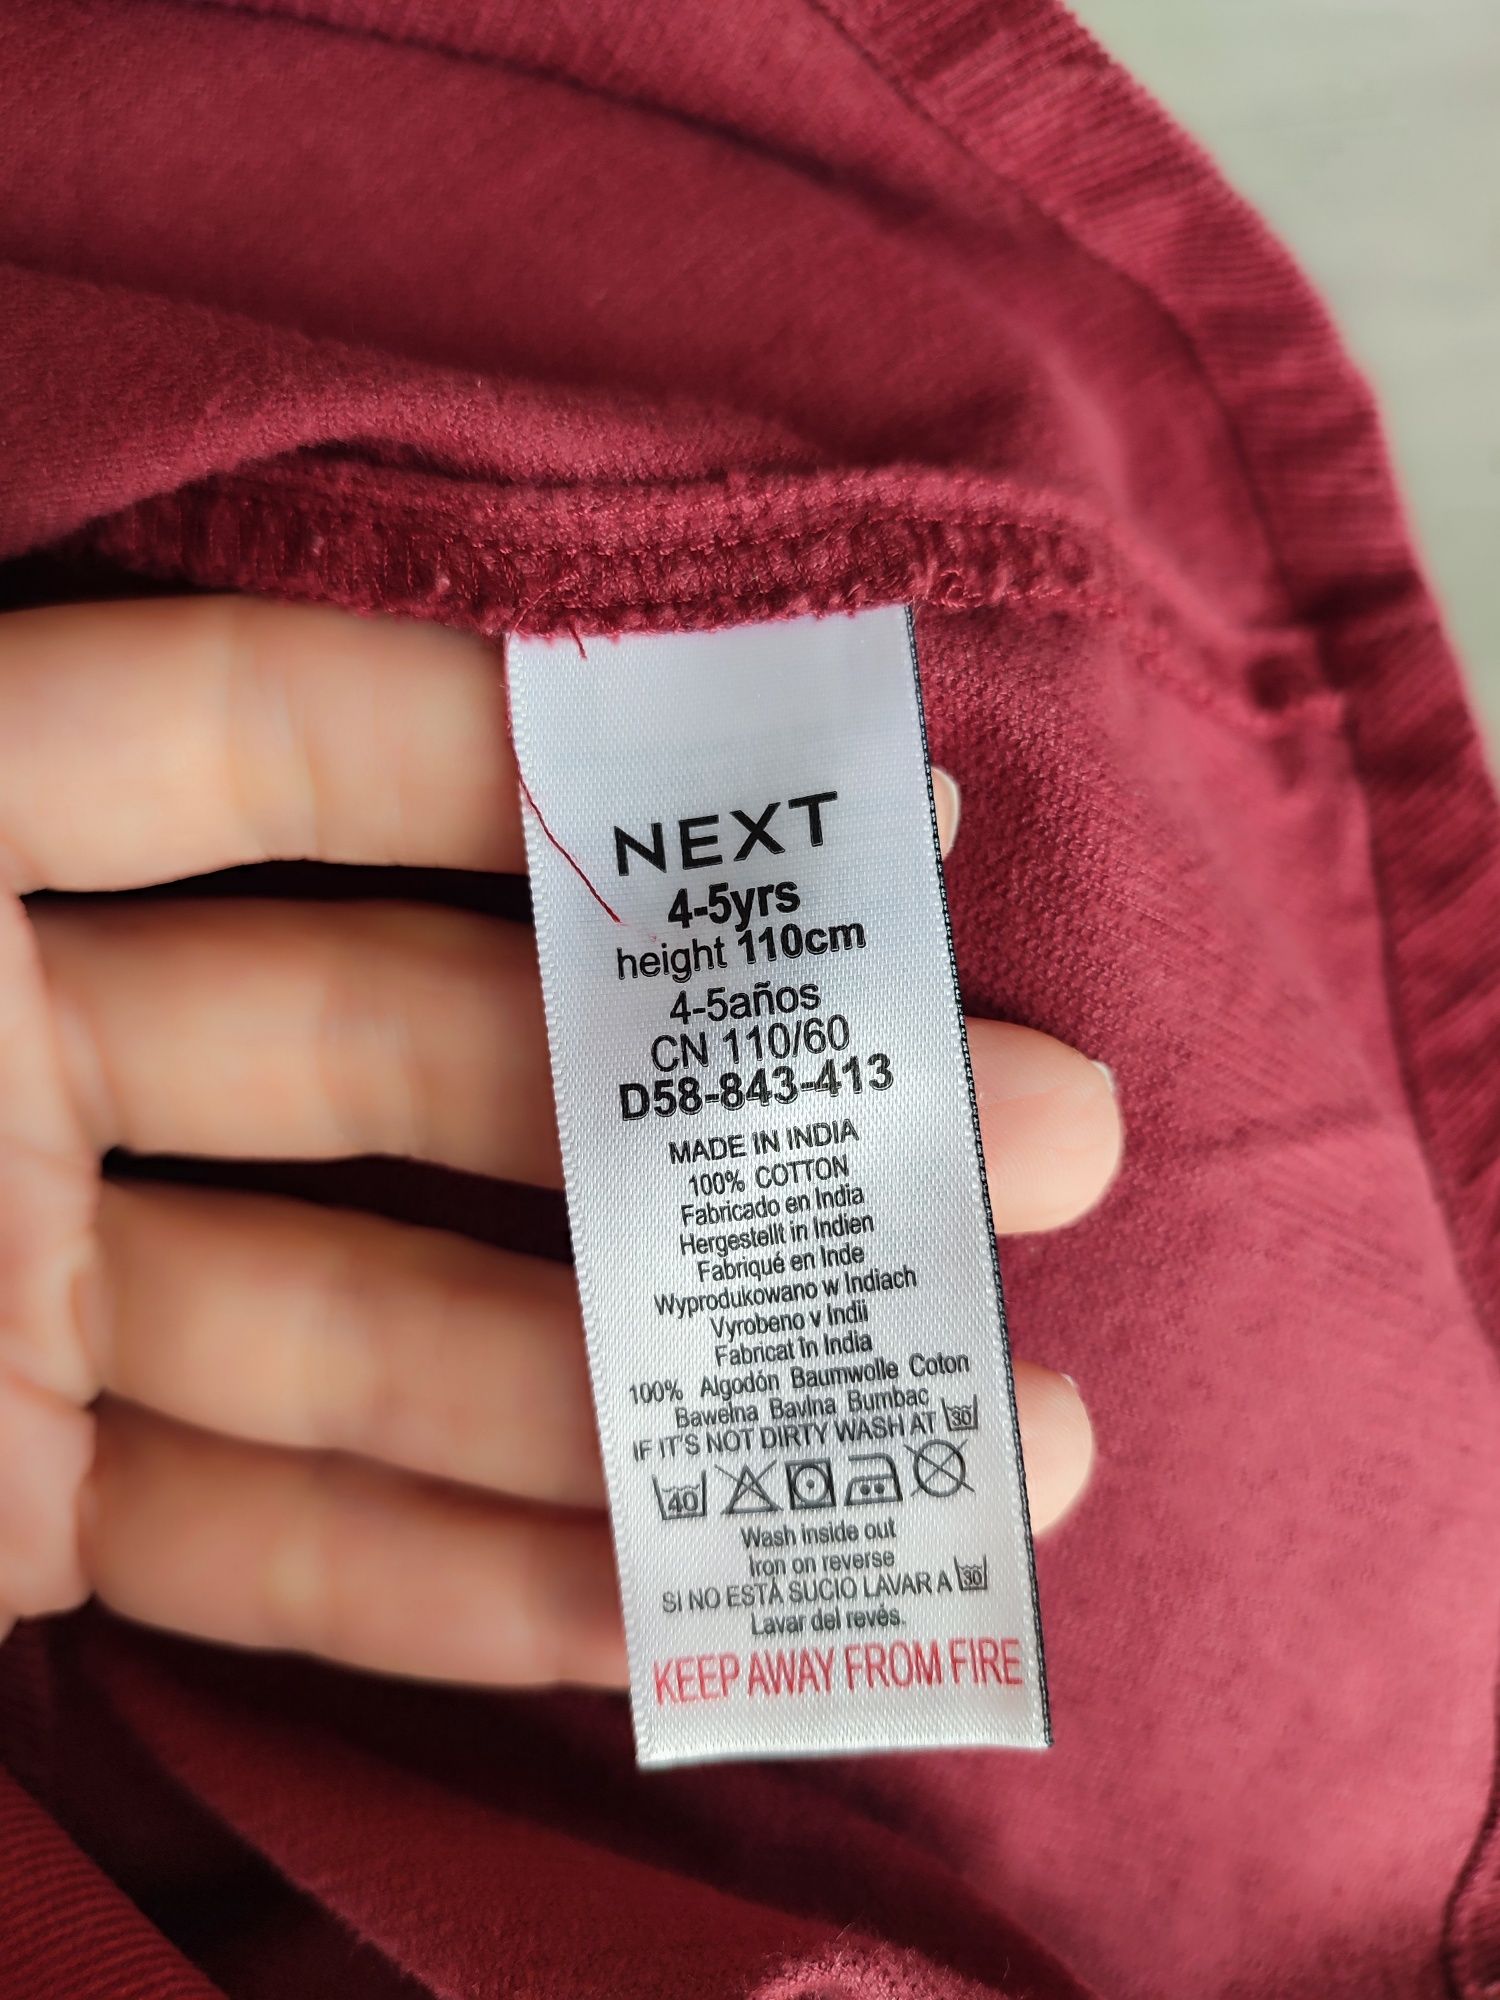 NEXT
4-5yrs
height 110cm
4-5años
CN 110/60
D58-843-413
MADE IN INDIA
100% COTTON
Fabricado en India
Hergestellt in Indien
Fabriqué en Inde
Wyprodukowano w Indiach
Vyrobeno v Indii
Fabricat în India
100% Algodón Baumwolle Coton
Bawełna Bavlna Bumbac
IF IT'S NOT DIRTY WASH AT 30
40
Wash inside out
Iron on reverse
SI NO ESTÁ SUCIO LAVAR A 30
Lavar del revés.
KEEP AWAY FROM FIRE